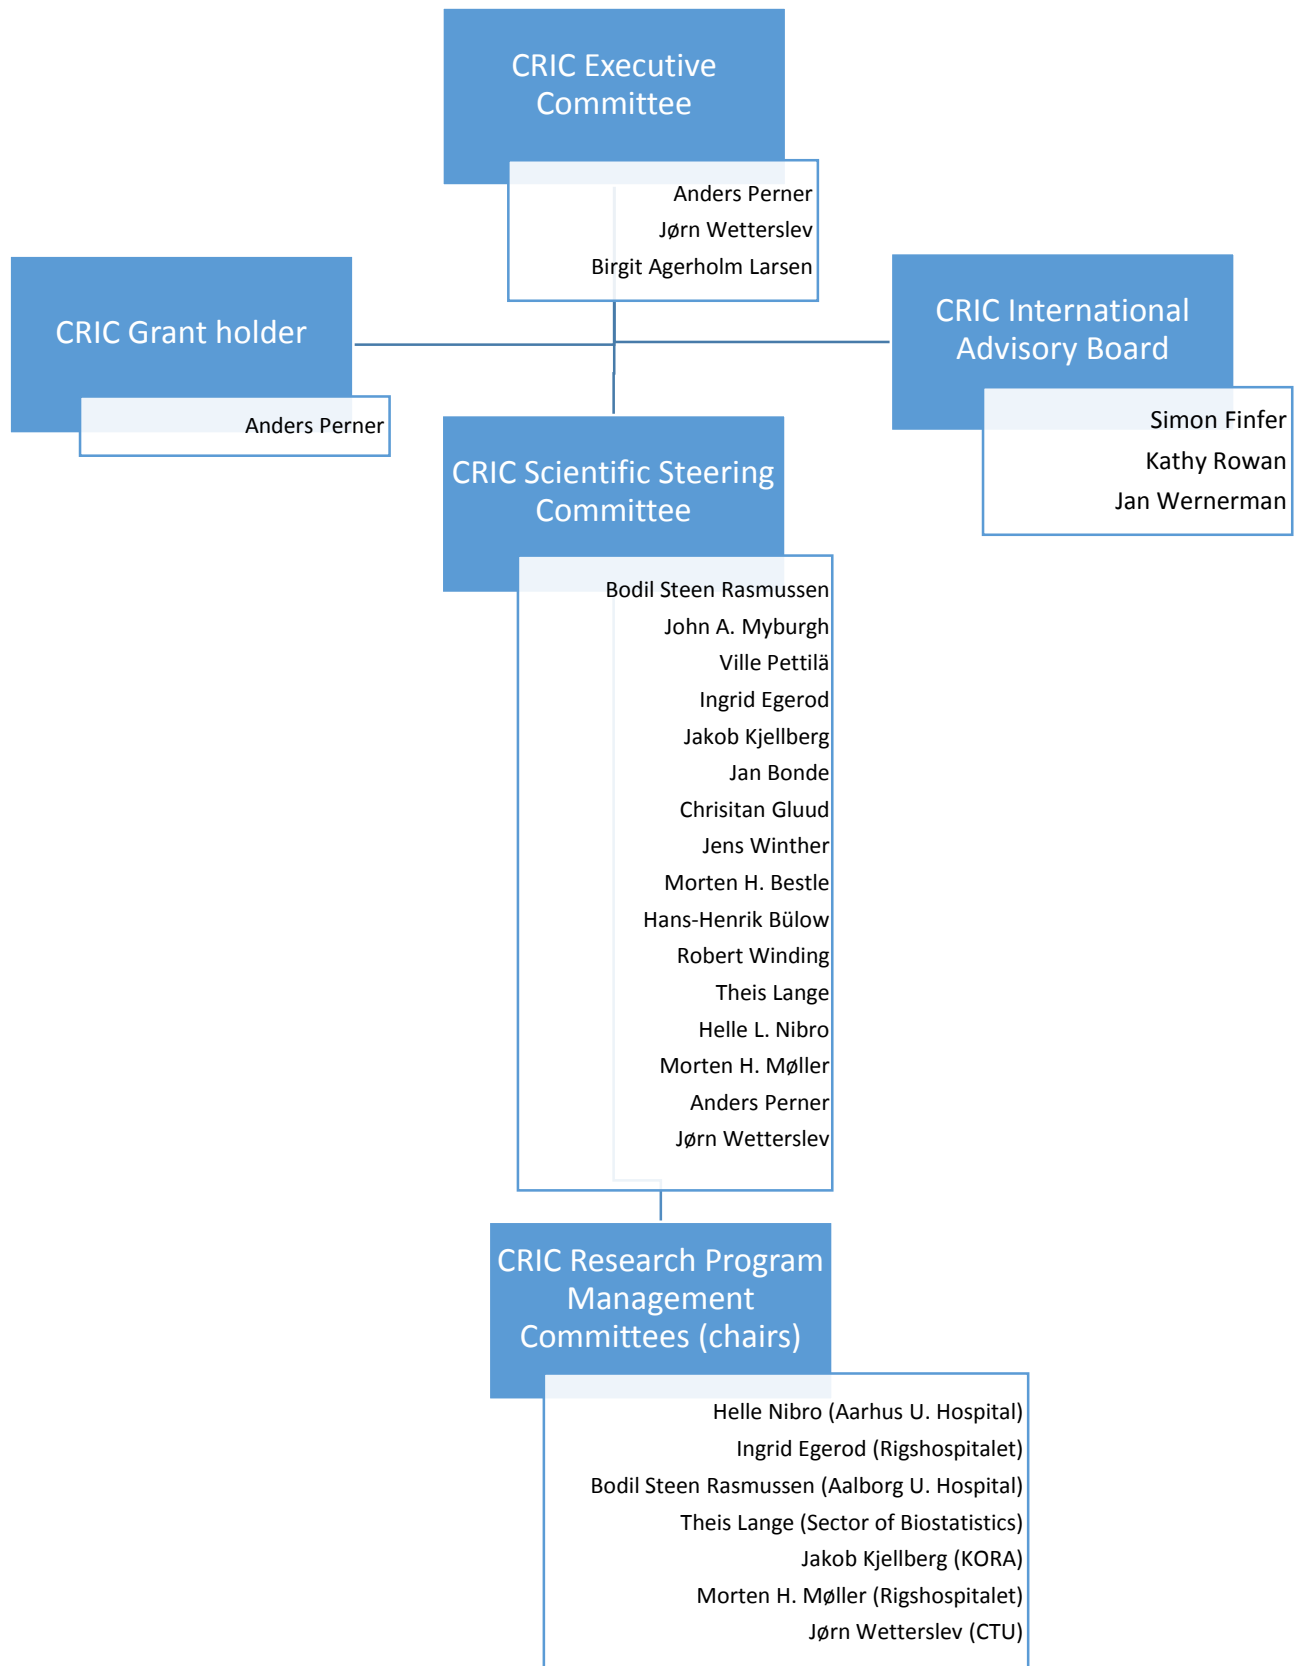 CRIC Executive
Committee
Anders Perner
Jørn Wetterslev
Birgit Agerholm Larsen
CRIC Grant holder
Anders Perner
CRIC International
Advisory Board
Simon Finfer
Kathy Rowan
Jan Wernerman
CRIC Scientific Steering
Committee
Bodil Steen Rasmussen
John A. Myburgh
Ville Pettilä
Ingrid Egerod
Jakob Kjellberg
Jan Bonde
Chrisitan Gluud
Jens Winther
Morten H. Bestle
Hans-Henrik Bülow
Robert Winding
Theis Lange
Helle L. Nibro
Morten H. Møller
Anders Perner
Jørn Wetterslev
CRIC Research Program
Management
Committees (chairs)
Helle Nibro (Aarhus U. Hospital)
Ingrid Egerod (Rigshospitalet)
Bodil Steen Rasmussen (Aalborg U. Hospital)
Theis Lange (Sector of Biostatistics)
Jakob Kjellberg (KORA)
Morten H. Møller (Rigshospitalet)
Jørn Wetterslev (CTU)